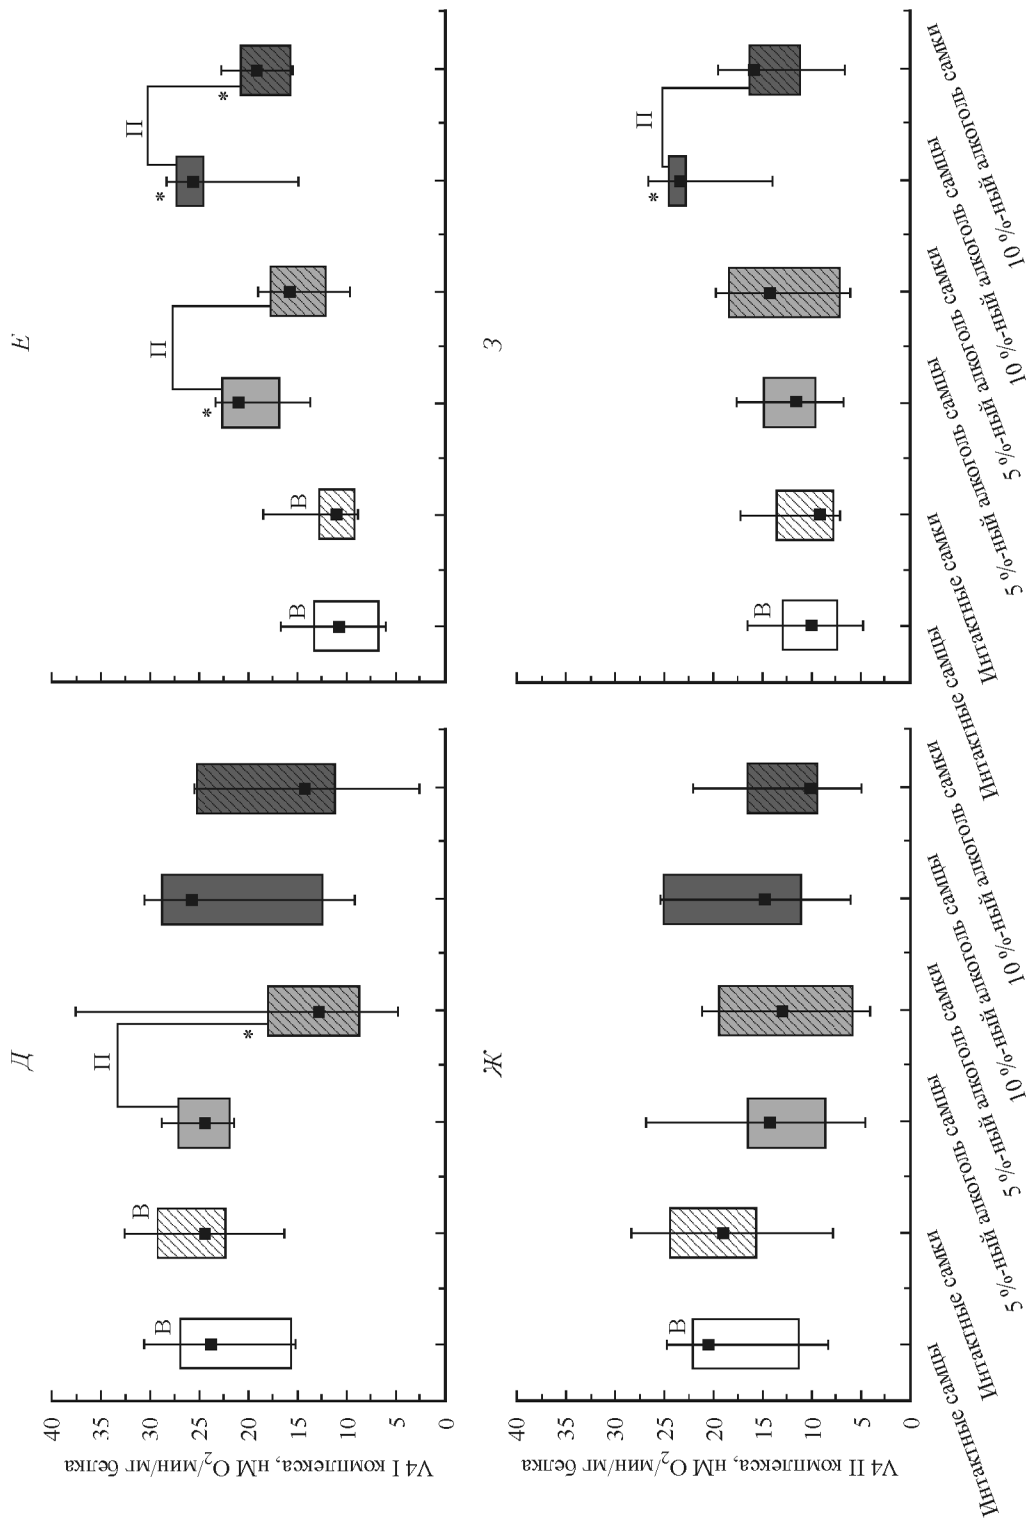 Д
V4 I комплекса, нМ O2/мин/мг белка
40
35
30
25
20
15
10
5
0
В
В
П
*
Е
В
В
*
П
*
П
*
Ж
V4 II комплекса, нМ O2/мин/мг белка
40
35
30
25
20
15
10
5
0
В
Интактные самцы
Интактные самки
5 %-ный алкоголь самцы
5 %-ный алкоголь самки
10 %-ный алкоголь самцы
10 %-ный алкоголь самки
З
В
*
П
Интактные самцы
Интактные самки
5 %-ный алкоголь самцы
5 %-ный алкоголь самки
10 %-ный алкоголь самцы
10 %-ный алкоголь самки